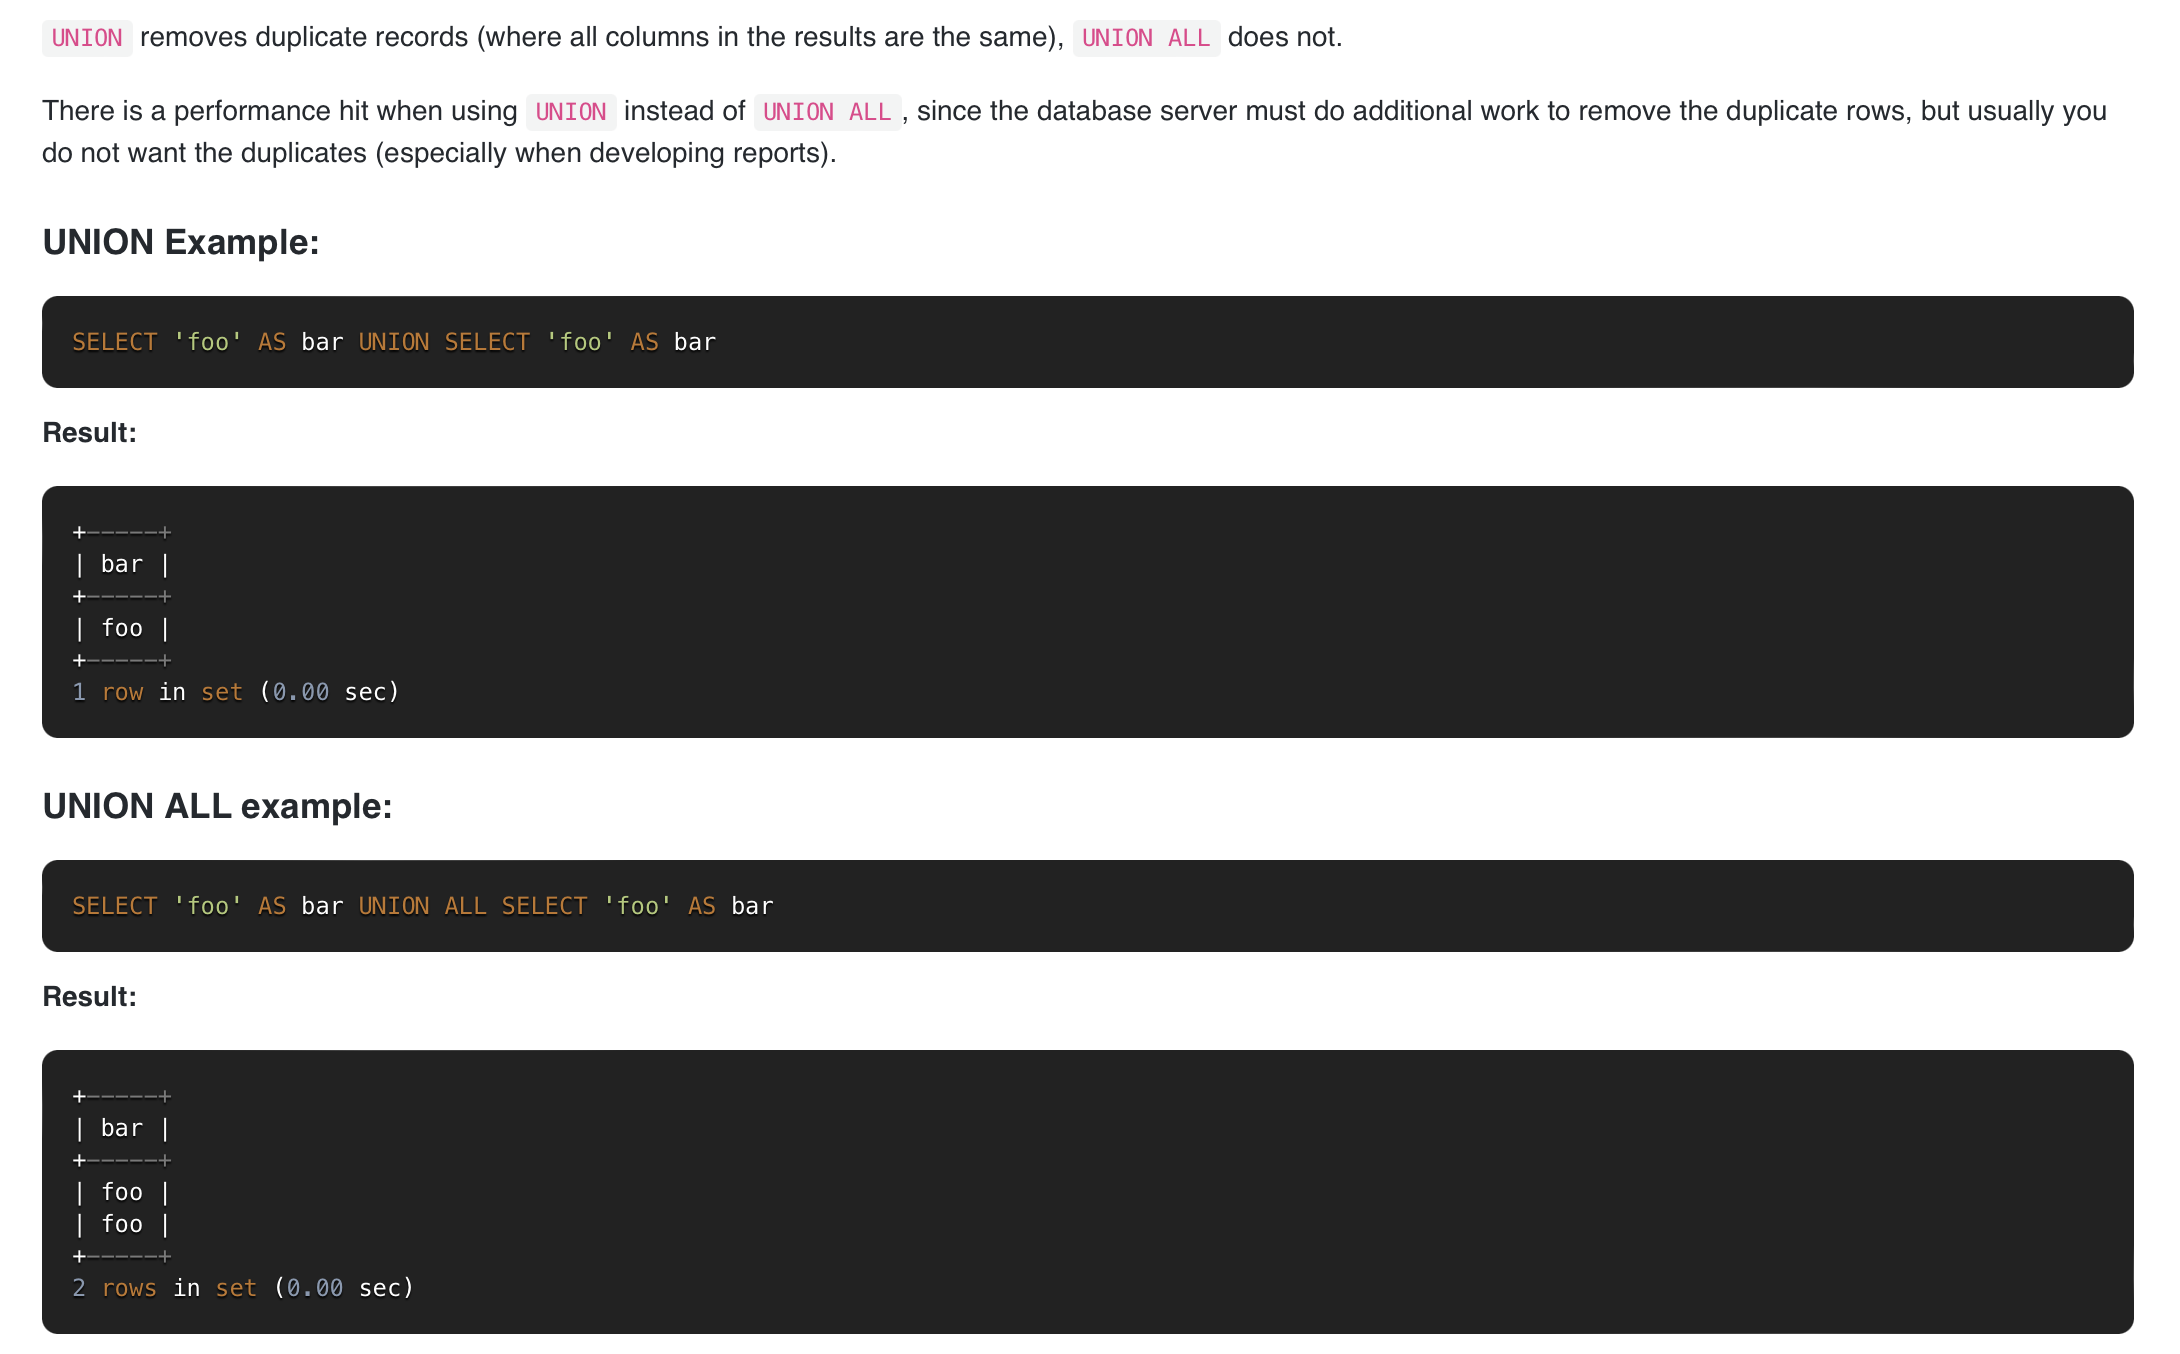 UNION removes duplicate records (where all columns in the results are the same), UNION ALL does not.
There is a performance hit when using UNION instead of UNION ALL, since the database server must do additional work to remove the duplicate rows, but usually you
do not want the duplicates (especially when developing reports).
UNION Example:
SELECT 'foo' AS bar UNION SELECT 'foo' AS bar
Result:
+-----+
| bar |
+-----+
| foo |
+-----+
1 row in set (0.00 sec)
UNION ALL example:
SELECT 'foo' AS bar UNION ALL SELECT 'foo' AS bar
Result:
+-----+
| bar |
+-----+
| foo |
| foo |
+-----+
2 rows in set (0.00 sec)